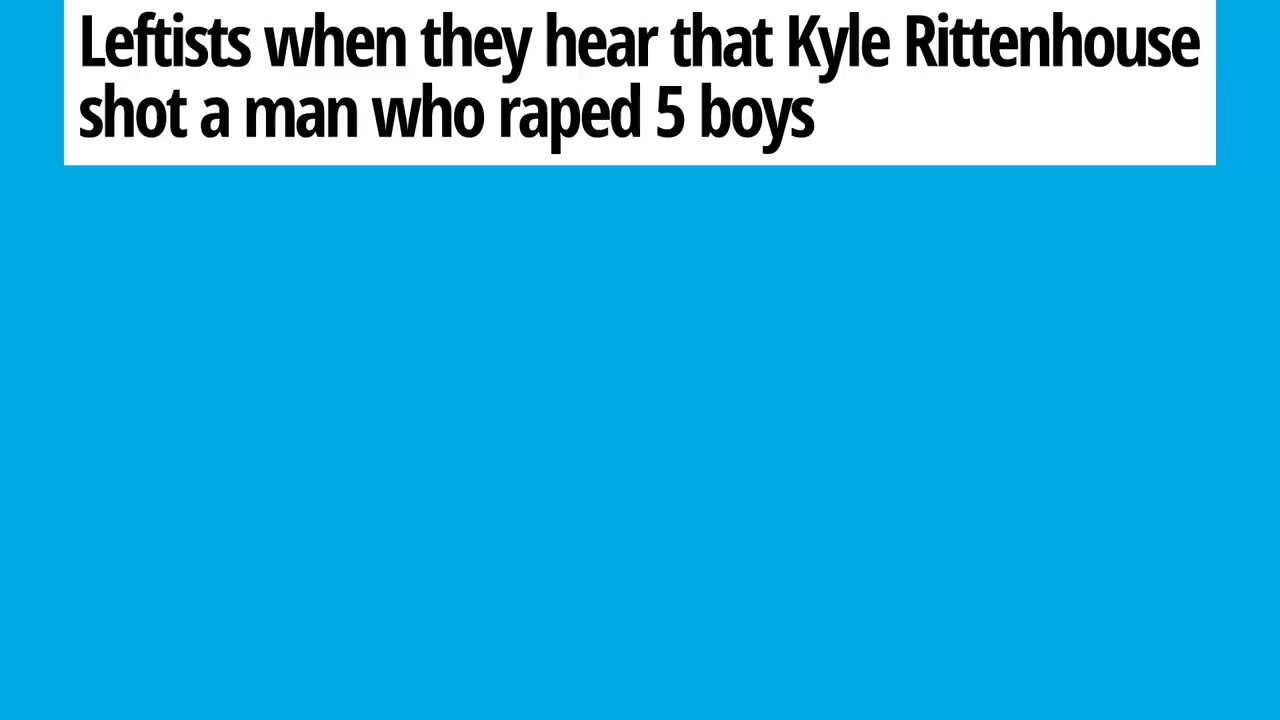 Leftists when they hear that Kyle Rittenhouse
shot a man who raped 5 boys